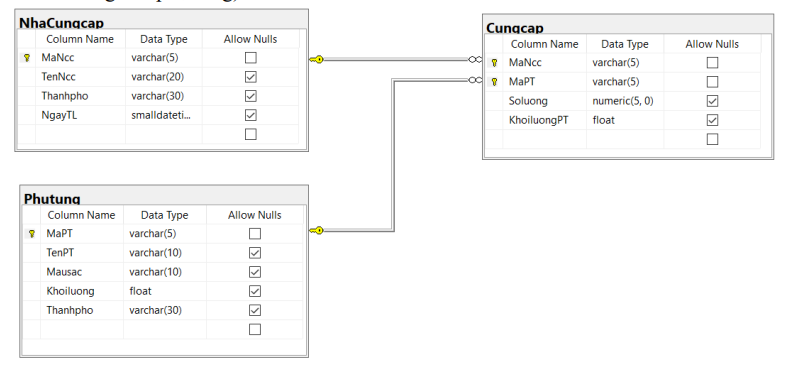 NhaCungcap
Column Name Data Type Allow Nulls
MaNcc varchar(5)
TenNcc varchar(20)
Thanhpho varchar(30)
NgayTL smalldateti...
Cungcap
Column Name Data Type Allow Nulls
MaNcc varchar(5)
MaPT varchar(5)
Soluong numeric(5, 0)
KhoiluongPT float
Phutung
Column Name Data Type Allow Nulls
MaPT varchar(5)
TenPT varchar(10)
Mausac varchar(10)
Khoiluong float
Thanhpho varchar(30)